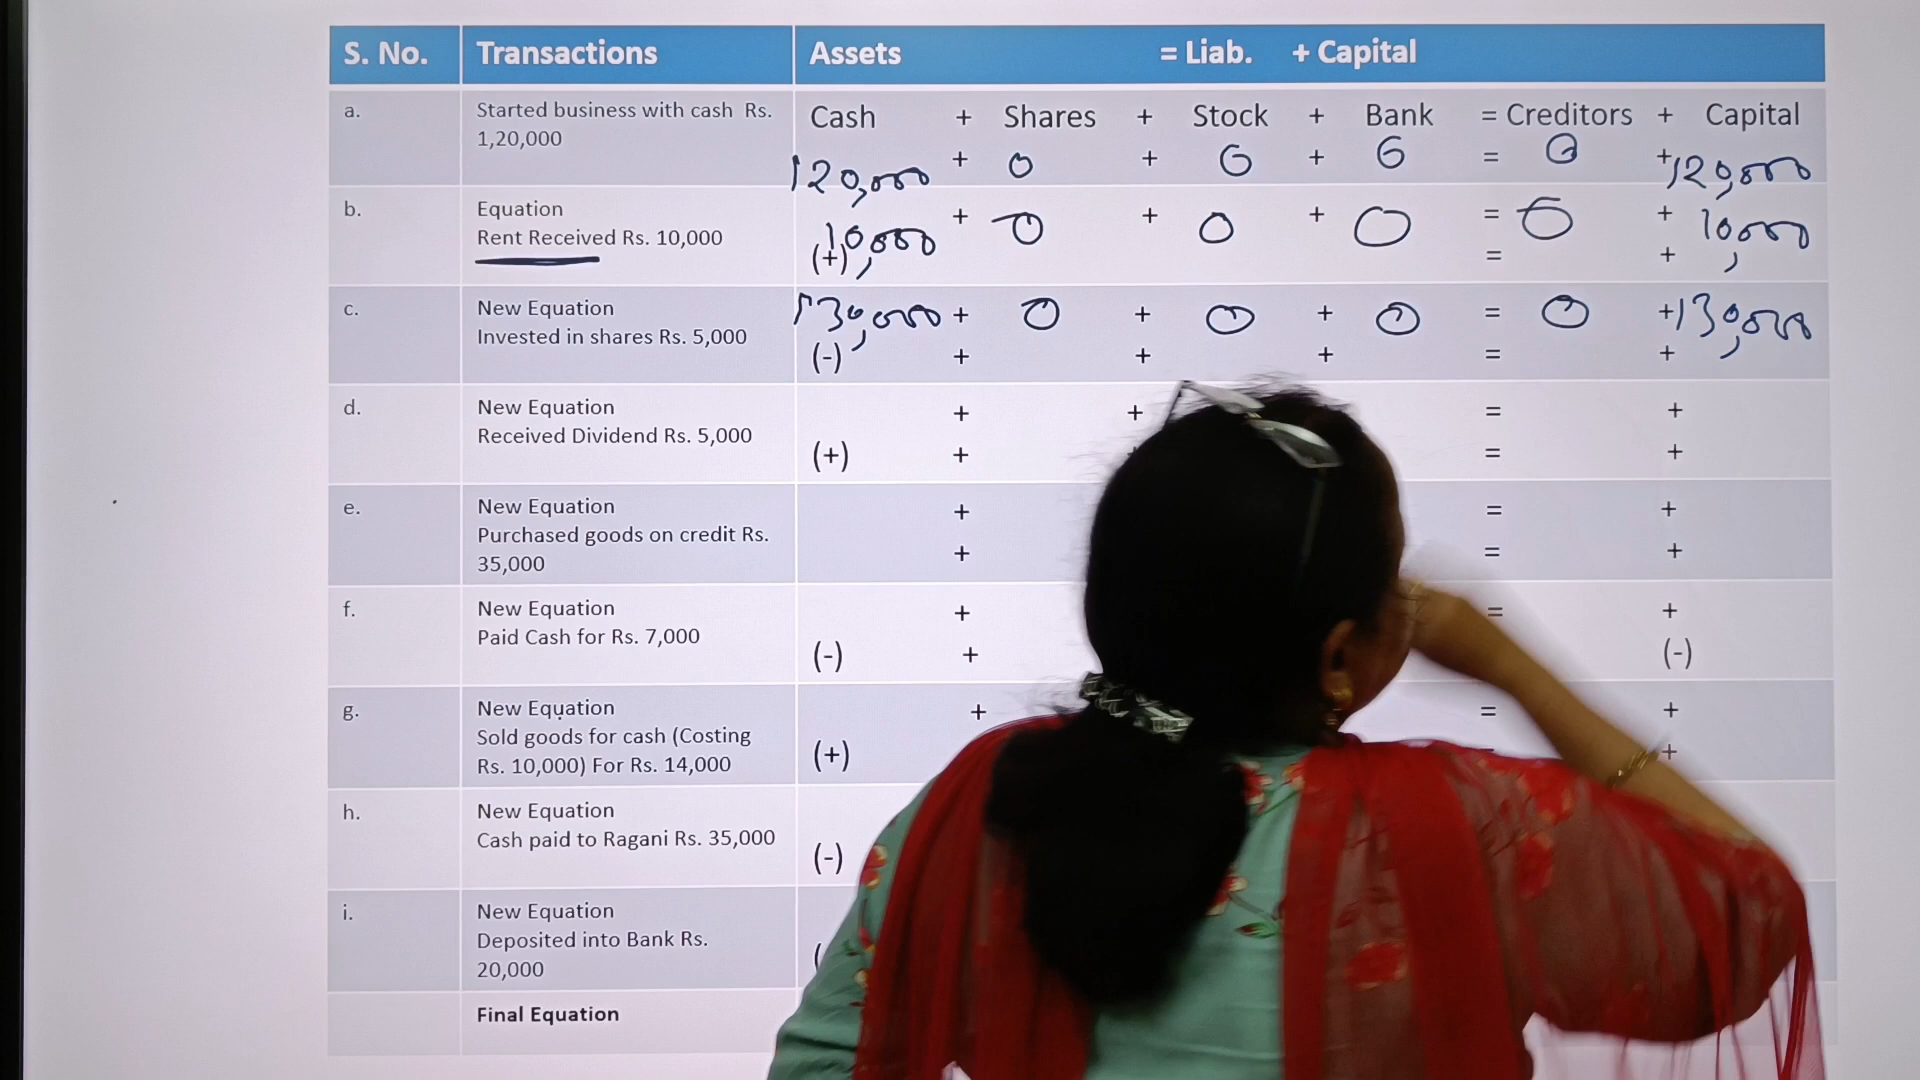 S. No. Transactions Assets = Liab. + Capital
a. Started business with cash Rs. 1,20,000
Cash + Shares + Stock + Bank = Creditors + Capital
120,000 + 0 + 0 + 0 = 0 + 120,000
b. Equation
10,000 + 0 + 0 + 0 = 0 + 10,000
Rent Received Rs. 10,000
(+) = +
c. New Equation
130,000 + 0 + 0 + 0 = 0 + 130,000
Invested in shares Rs. 5,000
(-) + + + = +
d. New Equation
+ + = +
Received Dividend Rs. 5,000
(+) + = +
e. New Equation
+ = +
Purchased goods on credit Rs.
35,000
+ = +
f. New Equation
+ = +
Paid Cash for Rs. 7,000
(-) + (-)
g. New Equation
+ = +
Sold goods for cash (Costing
Rs. 10,000) For Rs. 14,000
(+) +
h. New Equation
Cash paid to Ragani Rs. 35,000
(-)
i. New Equation
Deposited into Bank Rs.
20,000
(
Final Equation